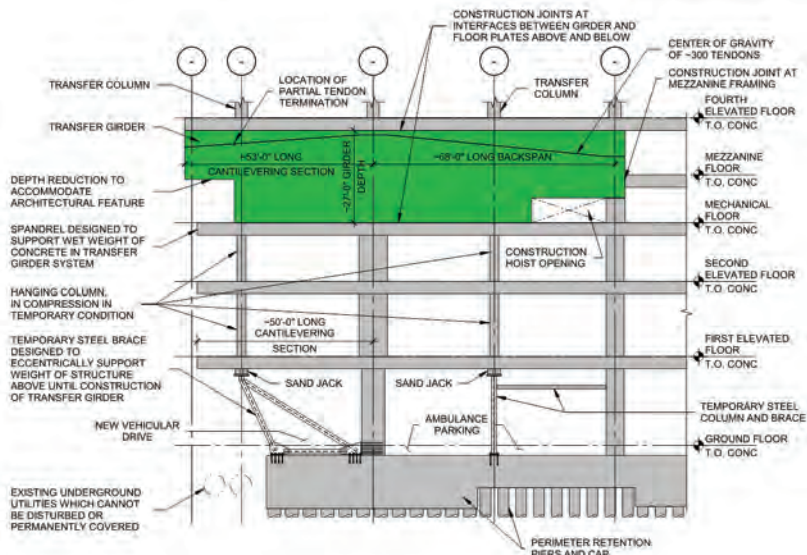 CONSTRUCTION JOINTS AT
INTERFACES BETWEEN GIRDER AND
FLOOR PLATES ABOVE AND BELOW
CENTER OF GRAVITY
OF ~300 TENDONS
TRANSFER COLUMN
LOCATION OF
PARTIAL TENDON
TERMINATION
TRANSFER
COLUMN
CONSTRUCTION JOINT AT
MEZZANINE FRAMING
FOURTH
ELEVATED FLOOR
T.O. CONC
TRANSFER GIRDER
53'-0" LONG
CANTILEVERING SECTION
~27'-0" GIRDER
DEPTH
~68'-0" LONG BACKSPAN
MEZZANINE
FLOOR
T.O. CONC
DEPTH REDUCTION TO
ACCOMMODATE
ARCHITECTURAL FEATURE
MECHANICAL
FLOOR
T.O. CONC
SPANDREL DESIGNED TO
SUPPORT WET WEIGHT OF
CONCRETE IN TRANSFER
GIRDER SYSTEM
CONSTRUCTION
HOIST OPENING
SECOND
ELEVATED FLOOR
T.O. CONC
HANGING COLUMN,
IN COMPRESSION IN
TEMPORARY CONDITION
~50'-0" LONG
CANTILEVERING
SECTION
TEMPORARY STEEL BRACE
DESIGNED TO
ECCENTRICALLY SUPPORT
WEIGHT OF STRUCTURE
ABOVE UNTIL CONSTRUCTION
OF TRANSFER GIRDER
FIRST ELEVATED
FLOOR
T.O. CONC
SAND JACK
SAND JACK
TEMPORARY STEEL
COLUMN AND BRACE
NEW VEHICULAR
DRIVE
AMBULANCE
PARKING
GROUND FLOOR
T.O. CONC
EXISTING UNDERGROUND
UTILITIES WHICH CANNOT
BE DISTURBED OR
PERMANENTLY COVERED
PERIMETER RETENTION
PIERS AND CAP